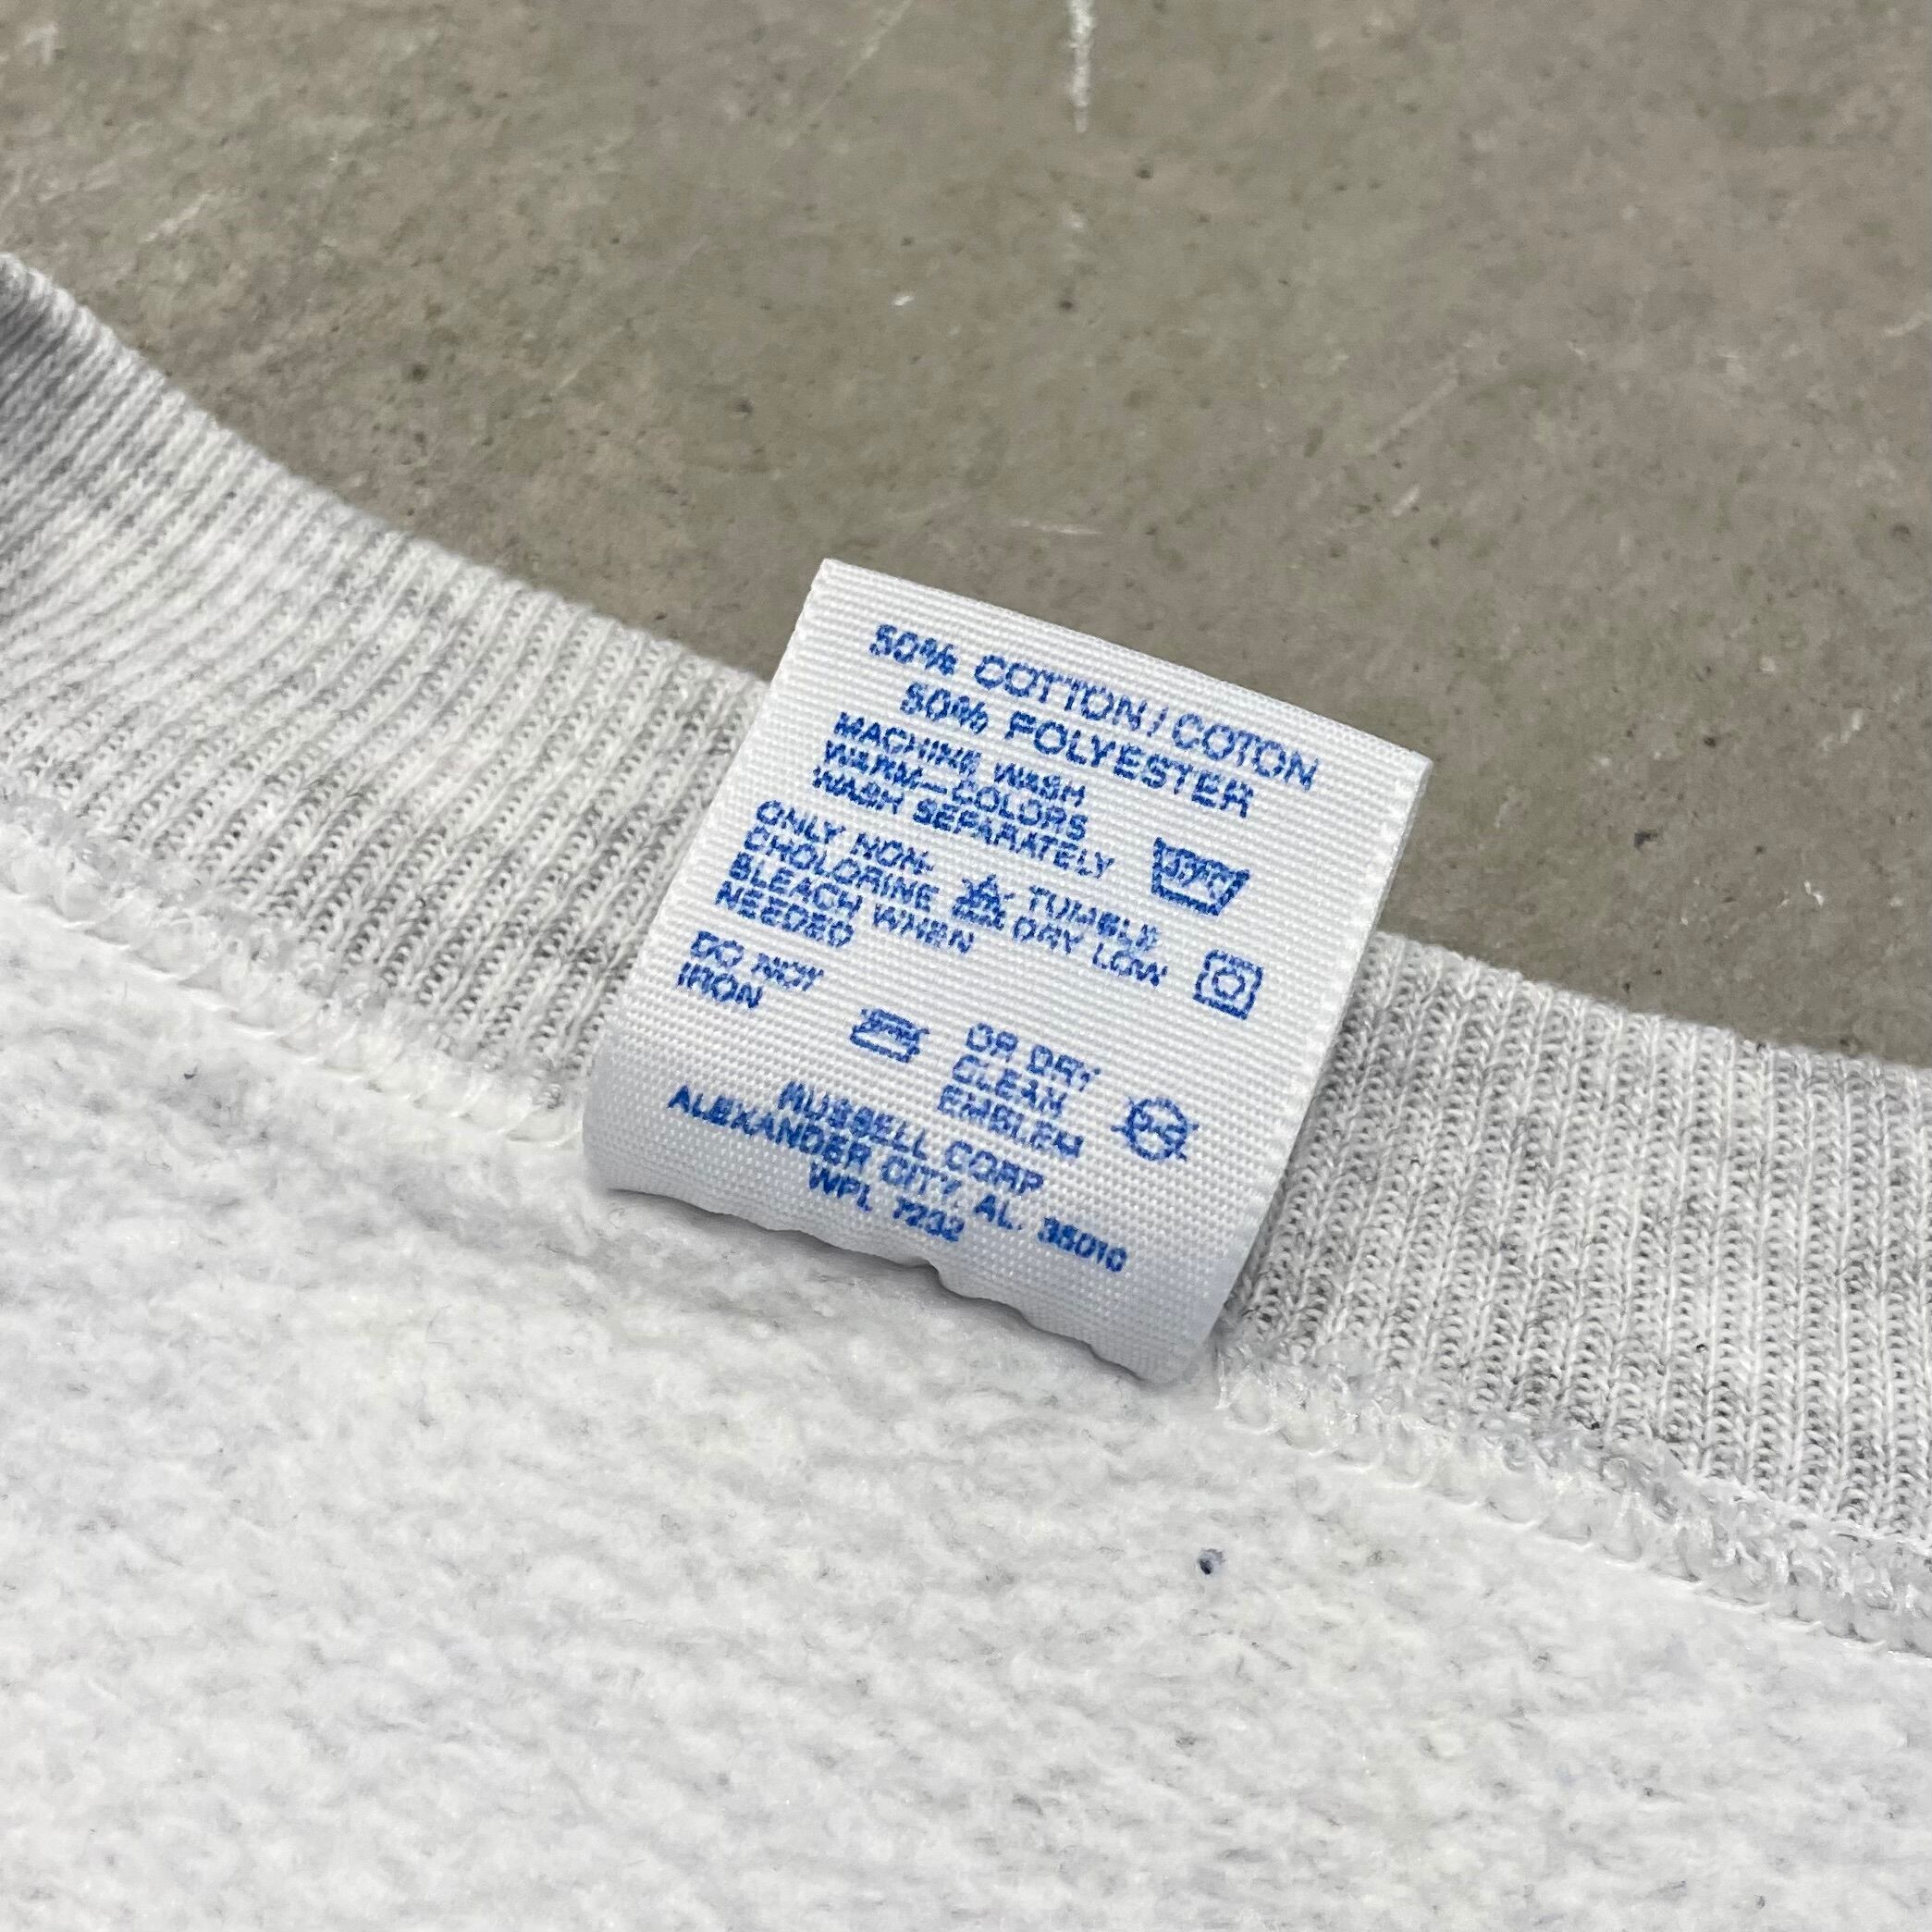 50% COTTON/COTON
50% POLYESTER
MACHINE WASH
WARM—COLORS
WASH SEPARATELY
ONLY NON-
CHOLORINE
BLEACH WHEN
NEEDED
TUMBLE
DRY LOW
DO NOT
IRON
OR DRY
CLEAN
EMBLEM
RUSSELL CORP
ALEXANDER CITY, AL. 35010
WPL 7232